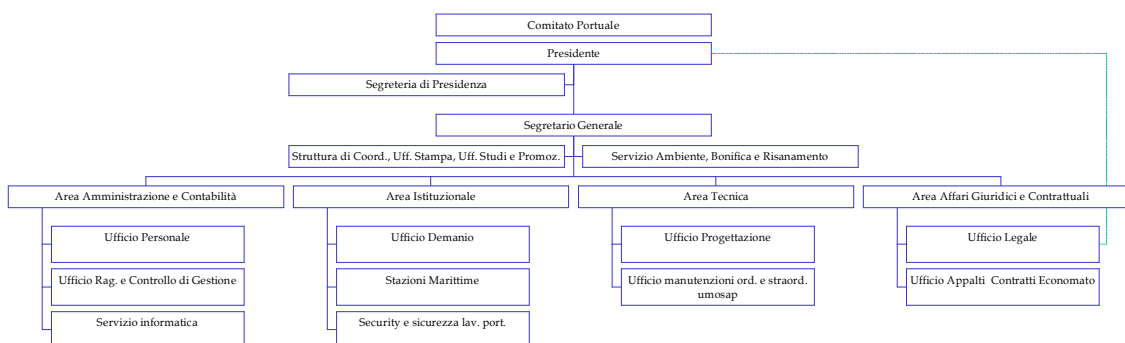 Comitato Portuale
Presidente
Segreteria di Presidenza
Segretario Generale
Struttura di Coord., Uff. Stampa, Uff. Studi e Promoz.
Servizio Ambiente, Bonifica e Risanamento
Area Amministrazione e Contabilità
Area Istituzionale
Area Tecnica
Area Affari Giuridici e Contrattuali
Ufficio Personale
Ufficio Demanio
Ufficio Progettazione
Ufficio Legale
Ufficio Rag. e Controllo di Gestione
Stazioni Marittime
Ufficio manutenzioni ord. e straord.
umosap
Ufficio Appalti  Contratti Economato
Servizio informatica
Security e sicurezza lav. port.